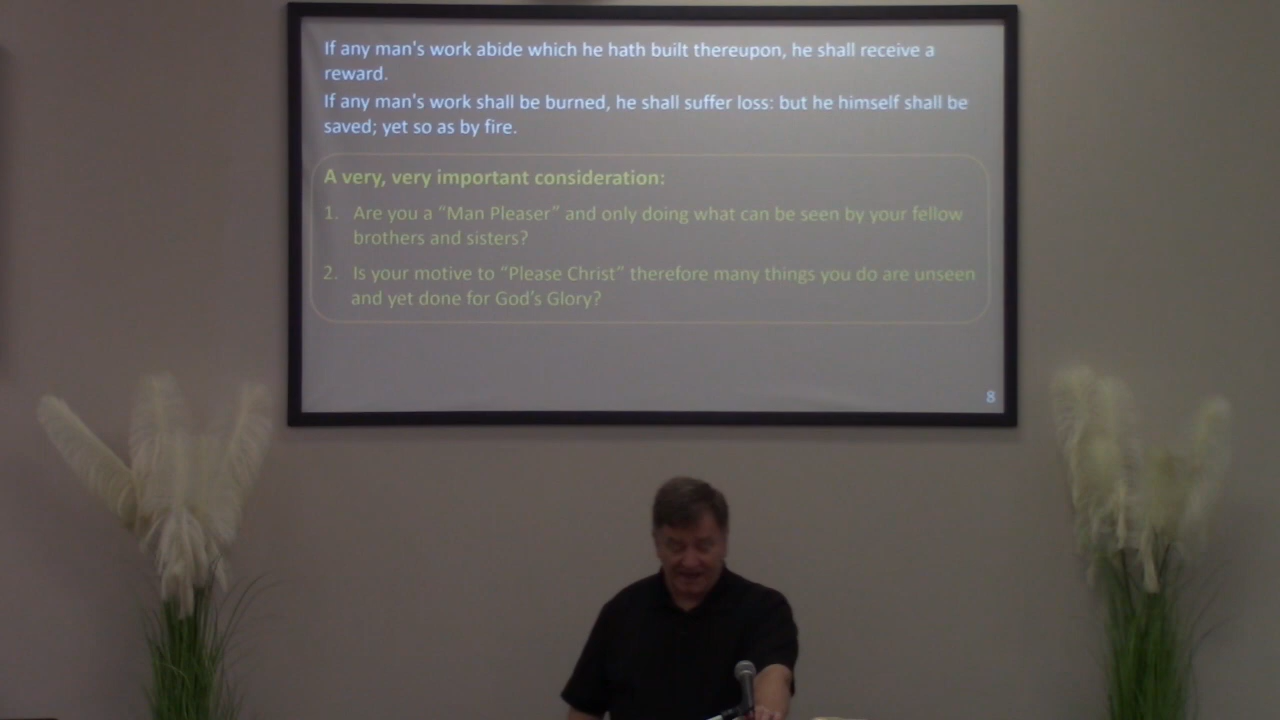 If any man's work abide which he hath built thereupon, he shall receive a
reward.
If any man's work shall be burned, he shall suffer loss: but he himself shall be
saved; yet so as by fire.
A very, very important consideration:
1. Are you a “Man Pleaser” and only doing what can be seen by your fellow
brothers and sisters?
2. Is your motive to “Please Christ” therefore many things you do are unseen
and yet done for God’s Glory?
8